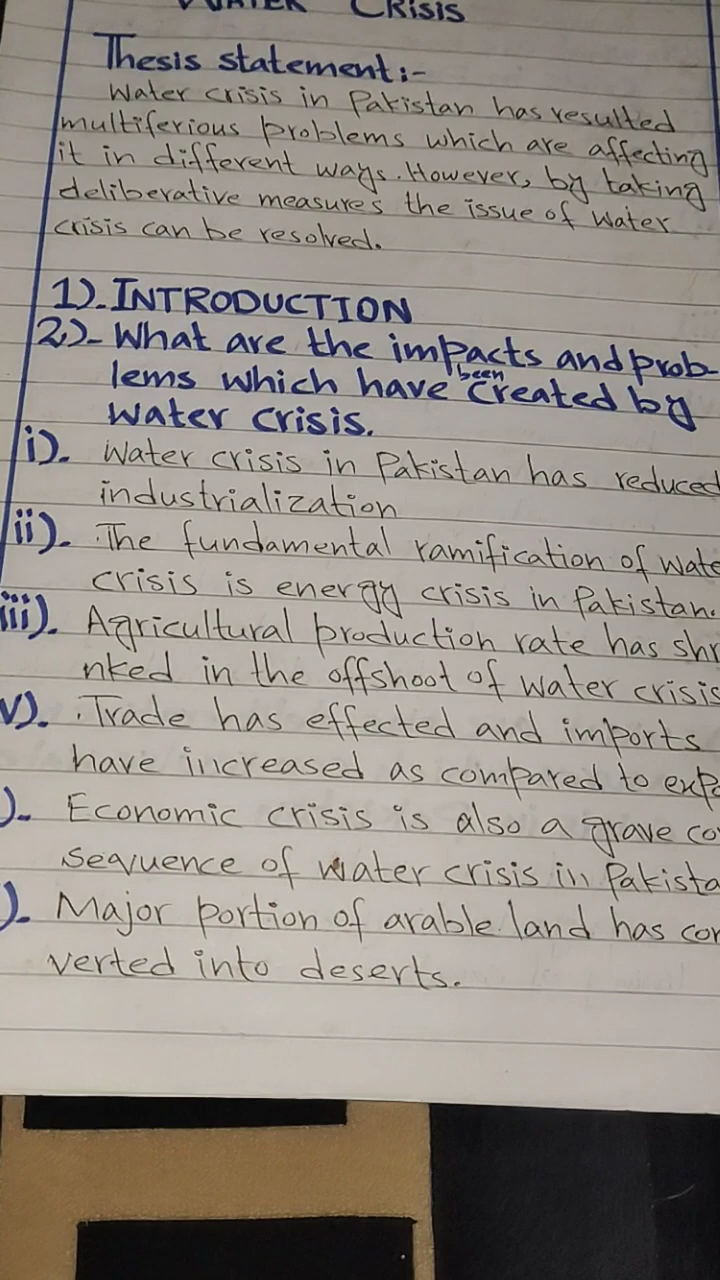 WATER CRISIS
Thesis statement:-
Water crisis in Pakistan has resulted
multiferious problems which are affecting
it in different ways. However, by taking
deliberative measures the issue of water
crisis can be resolved.
1). INTRODUCTION
2)- What are the impacts and prob-
lems which have been created by
water crisis.
i). Water crisis in Pakistan has reduced
industrialization
ii). The fundamental ramification of wate
crisis is energy crisis in Pakistan.
iii). Agricultural production rate has shr
nked in the offshoot of water crisis
v). Trade has effected and imports
have increased as compared to expo
)- Economic crisis is also a grave con
sequence of water crisis in Pakista
)- Major portion of arable land has con
verted into deserts.